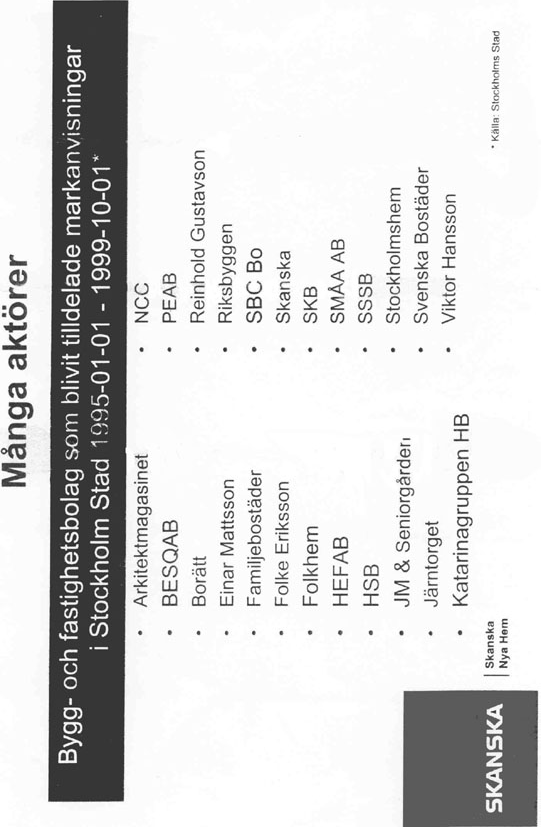 Många aktörer
Bygg- och fastighetsbolag som blivit tilldelade markanvisningar
i Stockholm Stad 1995-01-01 - 1999-10-01*
• Arkitektmagasinet
• BESQAB
• Borätt
• Einar Mattsson
• Familjebostäder
• Folke Eriksson
• Folkhem
• HEFAB
• HSB
• JM & Seniorgården
• Järntorget
• Katarinagruppen HB
• NCC
• PEAB
• Reinhold Gustavson
• Riksbyggen
• SBC Bo
• Skanska
• SKB
• SMÅA AB
• SSSB
• Stockholmshem
• Svenska Bostäder
• Viktor Hansson
SKANSKA
Skanska
Nya Hem
* Källa: Stockholms Stad